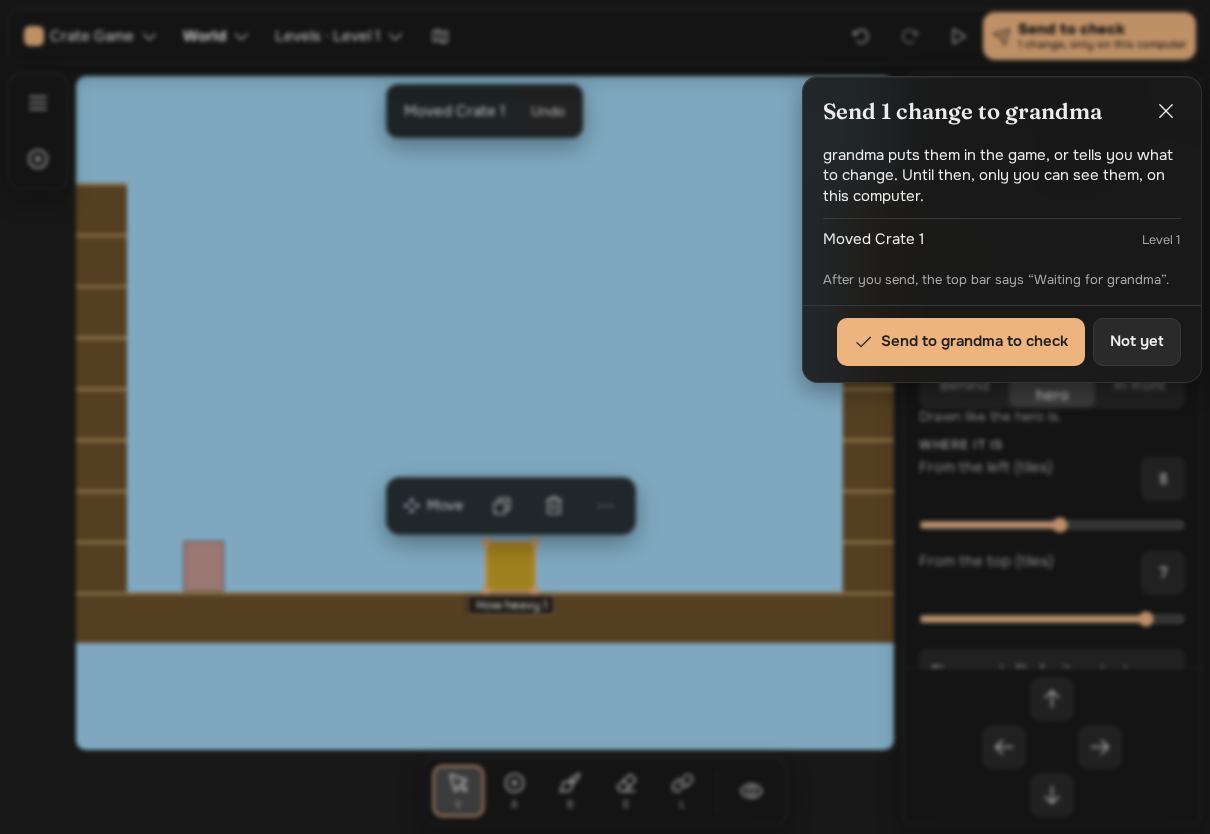 Crate Game
World
Levels · Level 1
Send to check
1 change, only on this computer
Moved Crate 1
Undo
Send 1 change to grandma
grandma puts them in the game, or tells you what
to change. Until then, only you can see them, on
this computer.
Moved Crate 1
Level 1
After you send, the top bar says “Waiting for grandma”.
Send to grandma to check
Not yet
Behind
hero
In front
Drawn like the hero is.
WHERE IT IS
From the left (tiles)
8
From the top (tiles)
7
Move
How heavy 1
V
A
B
E
L